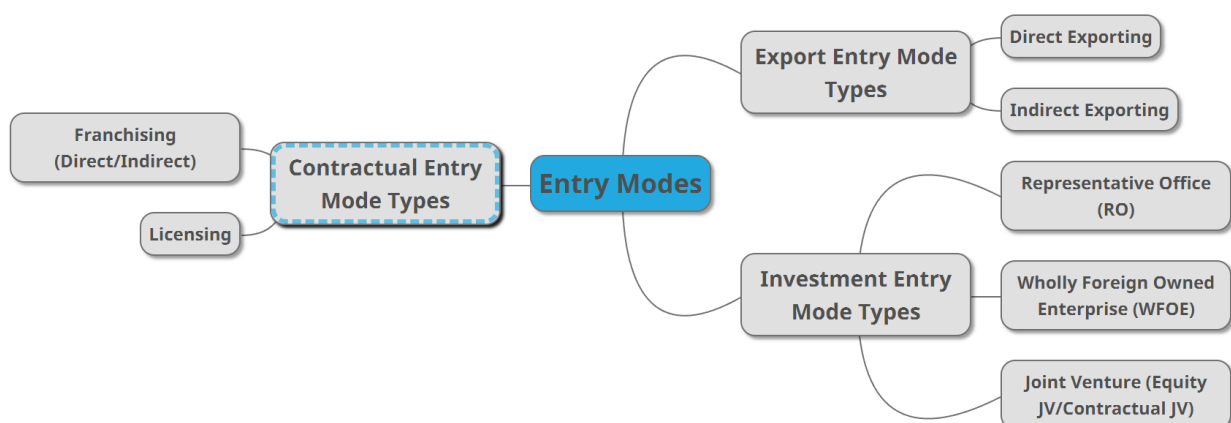 Entry Modes
Contractual Entry
Mode Types
Franchising
(Direct/Indirect)
Licensing
Export Entry Mode
Types
Direct Exporting
Indirect Exporting
Investment Entry
Mode Types
Representative Office
(RO)
Wholly Foreign Owned
Enterprise (WFOE)
Joint Venture (Equity
JV/Contractual JV)